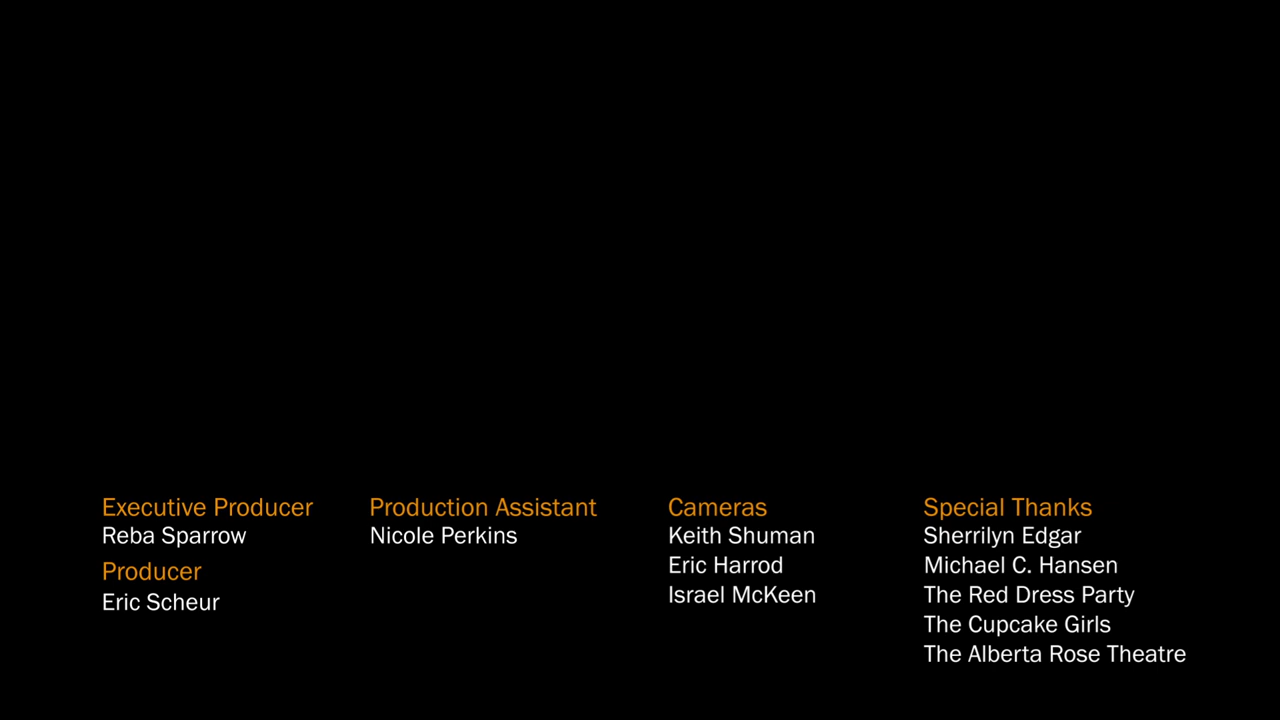 Executive Producer
Reba Sparrow
Producer
Eric Scheur
Production Assistant
Nicole Perkins
Cameras
Keith Shuman
Eric Harrod
Israel McKeen
Special Thanks
Sherrilyn Edgar
Michael C. Hansen
The Red Dress Party
The Cupcake Girls
The Alberta Rose Theatre